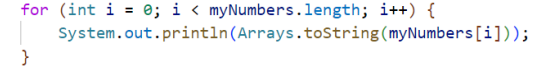 for (int i = 0; i < myNumbers.length; i++) {
    System.out.println(Arrays.toString(myNumbers[i]));
}